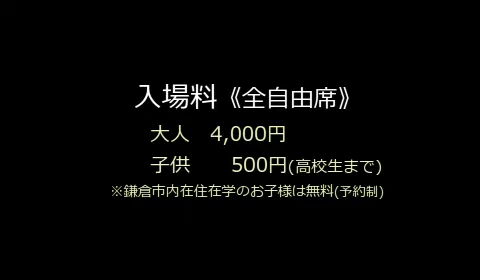 入場料《全自由席》
大人　4,000円
子供　　500円(高校生まで)
※鎌倉市内在住在学のお子様は無料(予約制)